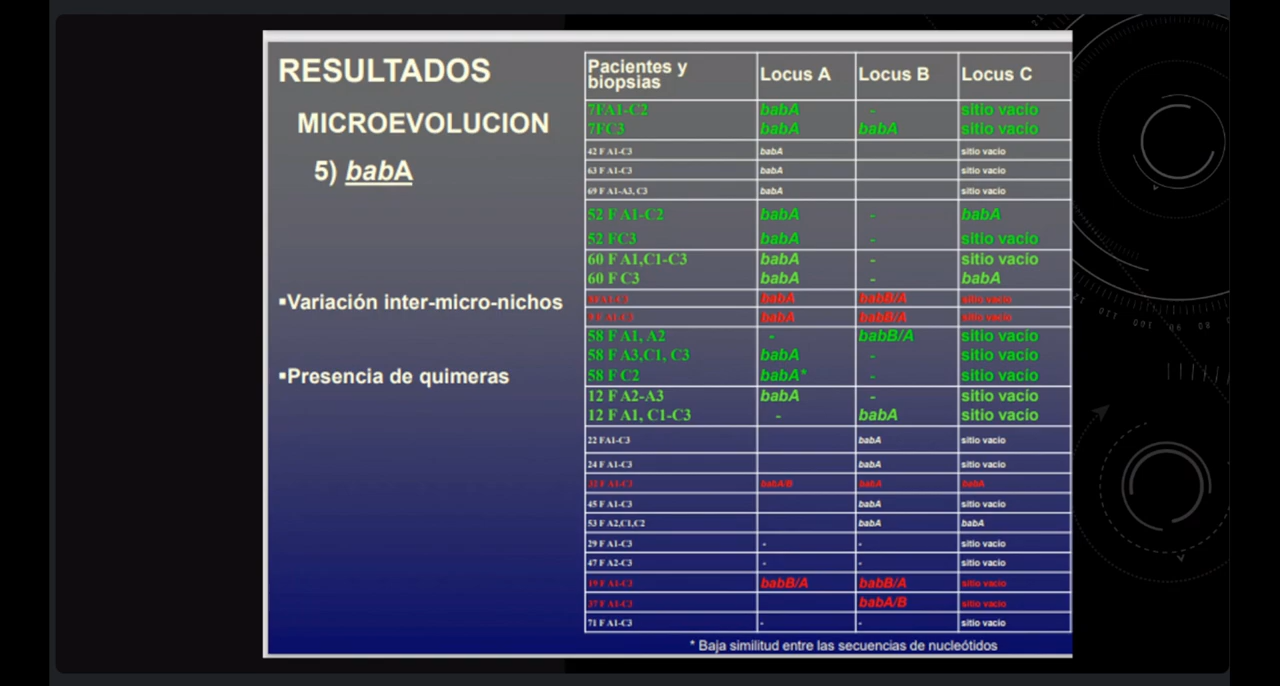 RESULTADOS
MICROEVOLUCION
5) babA
▪Variación inter-micro-nichos
▪Presencia de quimeras
Pacientes y biopsias Locus A Locus B Locus C
7FA1-C2 babA - sitio vacío
7FC3 babA babA sitio vacío
42 F A1-C3 babA sitio vacío
63 F A1-C3 babA sitio vacío
69 F A1-A3, C3 babA sitio vacío
52 F A1-C2 babA - babA
52 FC3 babA - sitio vacío
60 F A1,C1-C3 babA - sitio vacío
60 F C3 babA - babA
babA babB/A sitio vacío
babA babB/A sitio vacío
58 F A1, A2 - babB/A sitio vacío
58 F A3,C1, C3 babA - sitio vacío
58 F C2 babA* - sitio vacío
12 F A2-A3 babA - sitio vacío
12 F A1, C1-C3 - babA sitio vacío
22 FA1-C3 babA sitio vacío
24 F A1-C3 babA sitio vacío
babA/B babA babA
45 F A1-C3 babA sitio vacío
53 F A2,C1,C2 babA babA
29 F A1-C3 - - sitio vacío
47 F A2-C3 - - sitio vacío
19 F A1-C3 babB/A babB/A sitio vacío
babA/B sitio vacío
71 F A1-C3 - - sitio vacío
* Baja similitud entre las secuencias de nucleótidos